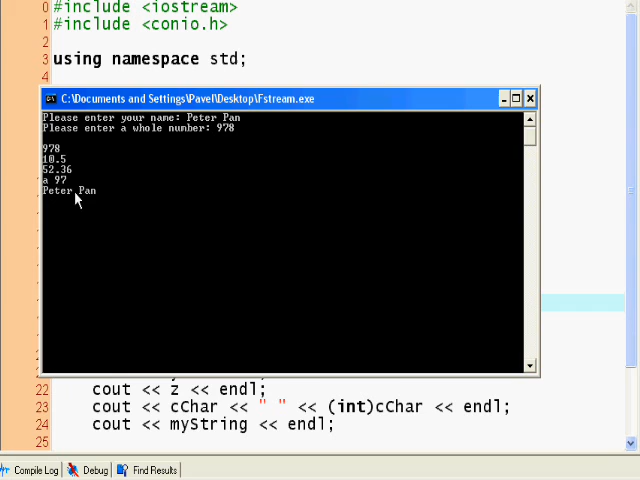 0 #include <iostream>
1 #include <conio.h>
2
3 using namespace std;
4
C:\Documents and Settings\Pavel\Desktop\Fstream.exe
Please enter your name: Peter Pan
Please enter a whole number: 978
978
10.5
52.36
a 97
Peter Pan
22 cout << z << endl;
23 cout << cChar << " " << (int)cChar << endl;
24 cout << myString << endl;
25
Compile Log Debug Find Results